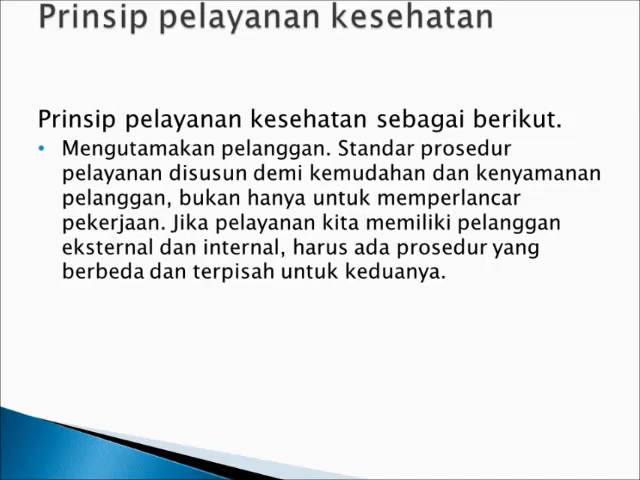 Prinsip pelayanan kesehatan
Prinsip pelayanan kesehatan sebagai berikut.
• Mengutamakan pelanggan. Standar prosedur
pelayanan disusun demi kemudahan dan kenyamanan
pelanggan, bukan hanya untuk memperlancar
pekerjaan. Jika pelayanan kita memiliki pelanggan
eksternal dan internal, harus ada prosedur yang
berbeda dan terpisah untuk keduanya.